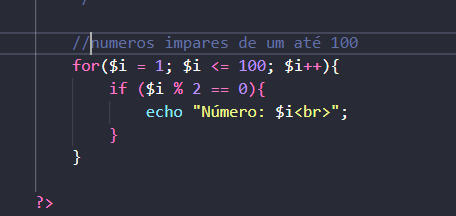 //numeros impares de um até 100
for($i = 1; $i <= 100; $i++){
if ($i % 2 == 0){
echo "Número: $i<br>";
}
}
?>